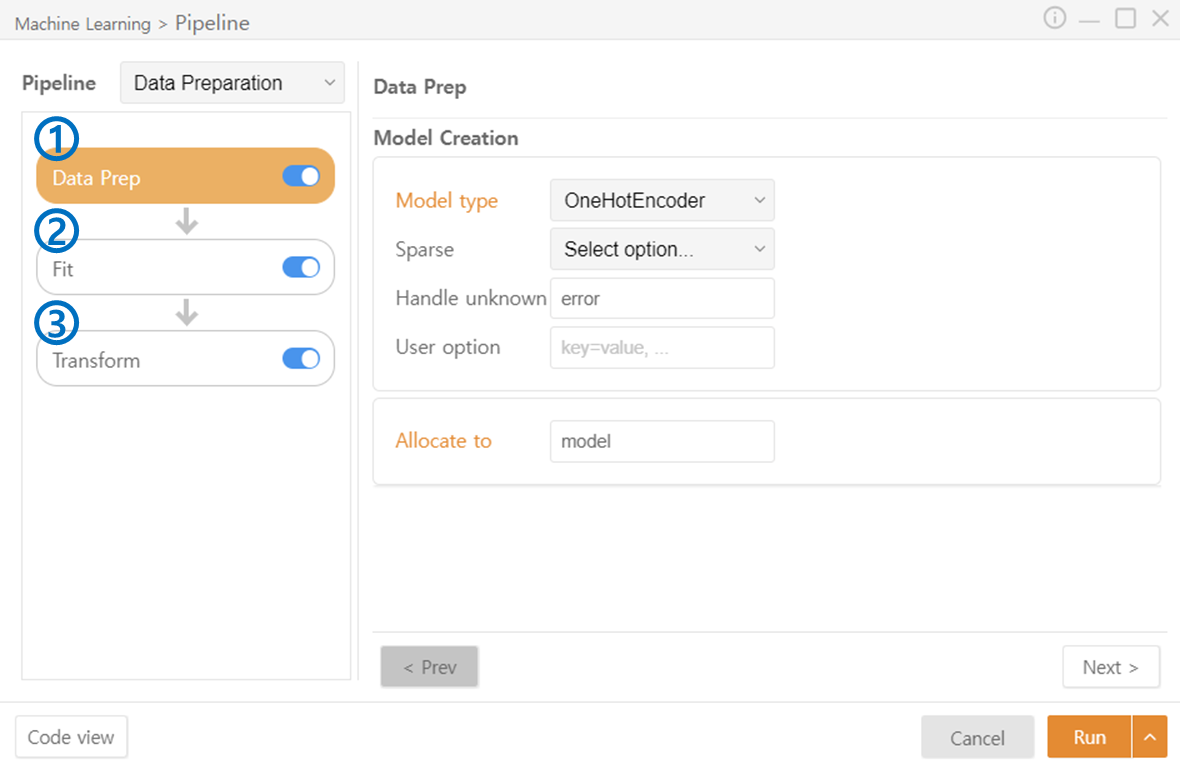 Machine Learning > Pipeline
Pipeline
Data Preparation
① 
Data Prep
②
Fit
③
Transform
Data Prep
Model Creation
Model type
OneHotEncoder
Sparse
Select option...
Handle unknown
error
User option
key=value, ...
Allocate to
model
< Prev
Next >
Code view
Cancel
Run